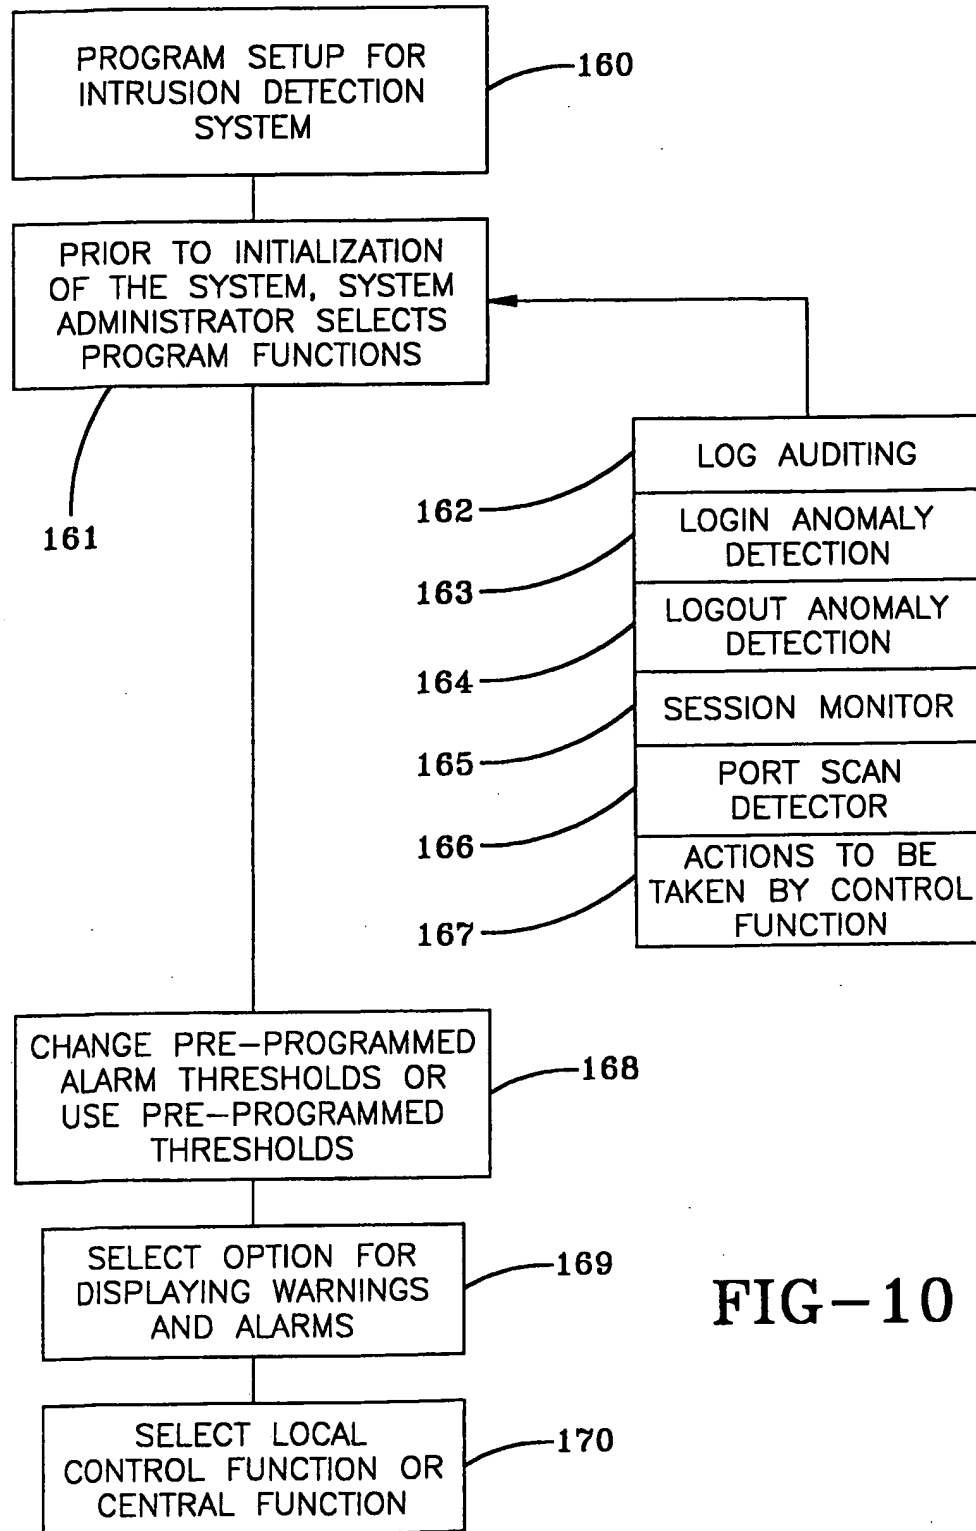 PROGRAM SETUP FOR
INTRUSION DETECTION
SYSTEM
160
PRIOR TO INITIALIZATION
OF THE SYSTEM, SYSTEM
ADMINISTRATOR SELECTS
PROGRAM FUNCTIONS
161
LOG AUDITING
162
LOGIN ANOMALY
DETECTION
163
LOGOUT ANOMALY
DETECTION
164
SESSION MONITOR
165
PORT SCAN
DETECTOR
166
ACTIONS TO BE
TAKEN BY CONTROL
FUNCTION
167
CHANGE PRE-PROGRAMMED
ALARM THRESHOLDS OR
USE PRE-PROGRAMMED
THRESHOLDS
168
SELECT OPTION FOR
DISPLAYING WARNINGS
AND ALARMS
169
FIG-10
SELECT LOCAL
CONTROL FUNCTION OR
CENTRAL FUNCTION
170